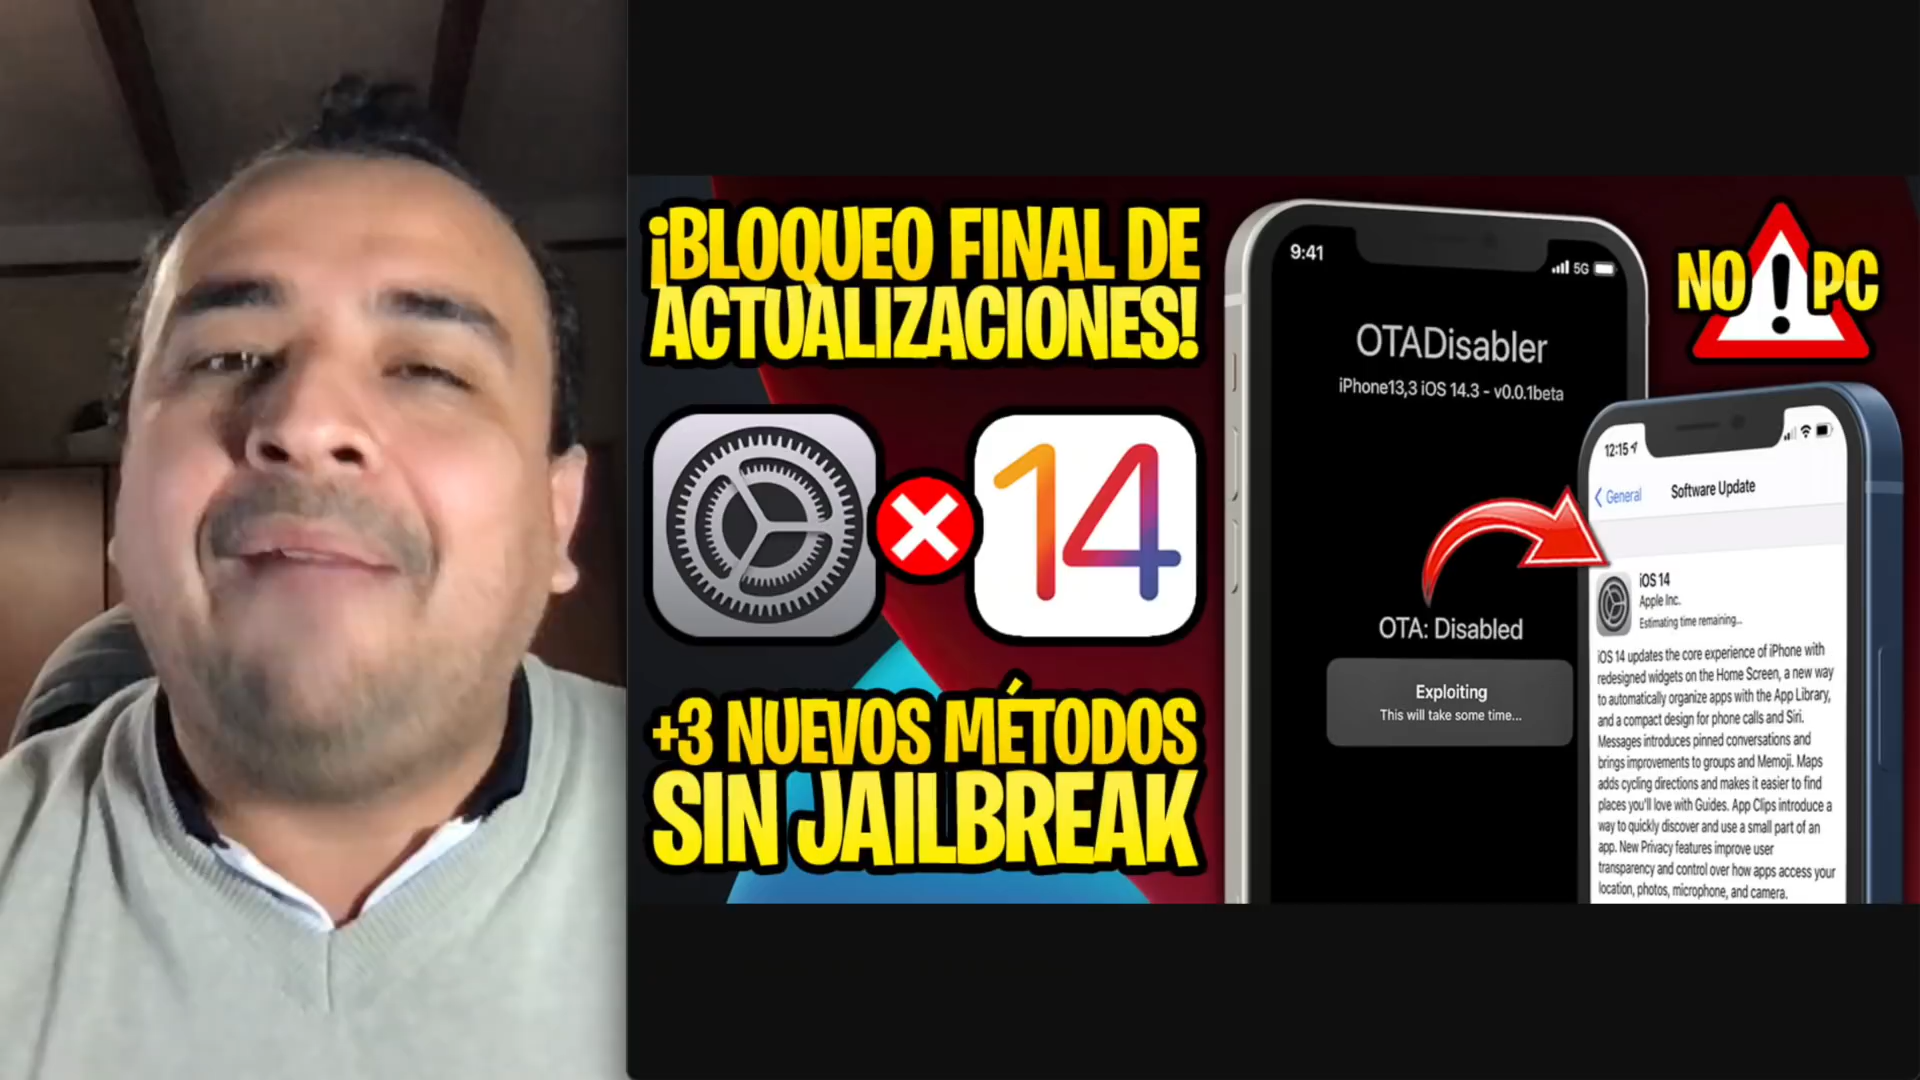 ¡BLOQUEO FINAL DE
ACTUALIZACIONES!
14
+3 NUEVOS MÉTODOS
SIN JAILBREAK
9:41
5G
OTADisabler
iPhone13,3 iOS 14.3 - v0.0.1beta
OTA: Disabled
Exploiting
This will take some time...
NO ! PC
12:15
General
Software Update
iOS 14
Apple Inc.
Estimating time remaining...
iOS 14 updates the core experience of iPhone with
redesigned widgets on the Home Screen, a new way
to automatically organize apps with the App Library,
and a compact design for phone calls and Siri.
Messages introduces pinned conversations and
brings improvements to groups and Memoji. Maps
adds cycling directions and makes it easier to find
places you'll love with Guides. App Clips introduce a
way to quickly discover and use a small part of an
app. New Privacy features improve user
transparency and control over how apps access your
location, photos, microphone, and camera.